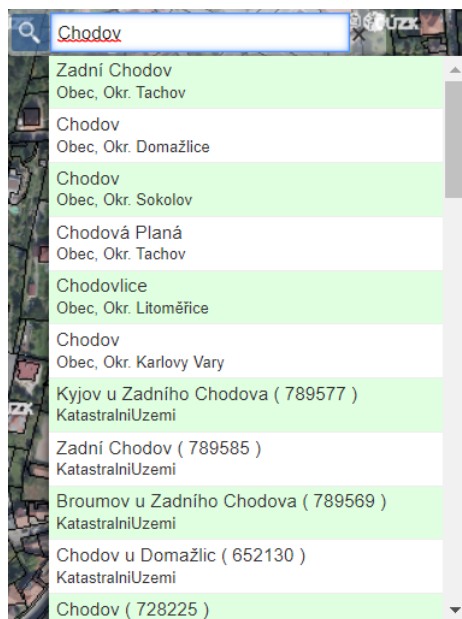 Chodov
Zadní Chodov
Obec, Okr. Tachov
Chodov
Obec, Okr. Domažlice
Chodov
Obec, Okr. Sokolov
Chodová Planá
Obec, Okr. Tachov
Chodovlice
Obec, Okr. Litoměřice
Chodov
Obec, Okr. Karlovy Vary
Kyjov u Zadního Chodova ( 789577 )
KatastralniUzemi
Zadní Chodov ( 789585 )
KatastralniUzemi
Broumov u Zadního Chodova ( 789569 )
KatastralniUzemi
Chodov u Domažlic ( 652130 )
KatastralniUzemi
Chodov ( 728225 )